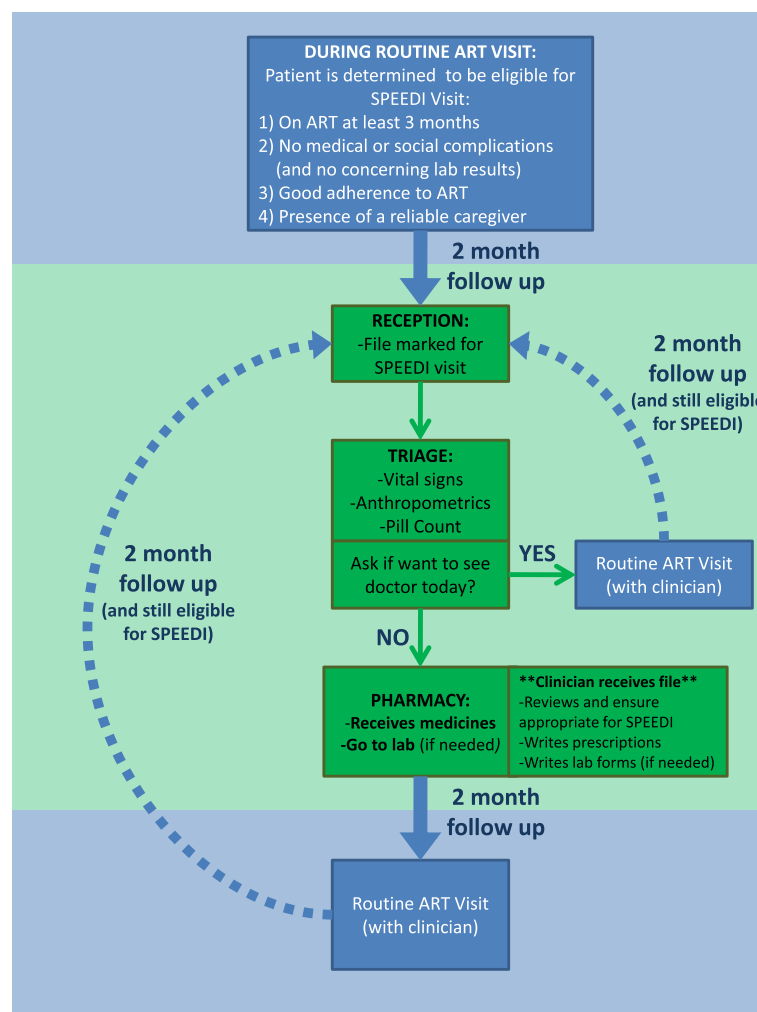 DURING ROUTINE ART VISIT:
Patient is determined to be eligible for
SPEEDI Visit:
1) On ART at least 3 months
2) No medical or social complications
(and no concerning lab results)
3) Good adherence to ART
4) Presence of a reliable caregiver
2 month
follow up
RECEPTION:
-File marked for
SPEEDI visit
2 month
follow up
(and still eligible
for SPEEDI)
TRIAGE:
-Vital signs
-Anthropometrics
-Pill Count
Ask if want to see
doctor today?
YES
Routine ART Visit
(with clinician)
2 month
follow up
(and still eligible
for SPEEDI)
NO
PHARMACY:
-Receives medicines
-Go to lab (if needed)
**Clinician receives file**
-Reviews and ensure
appropriate for SPEEDI
-Writes prescriptions
-Writes lab forms (if needed)
2 month
follow up
Routine ART Visit
(with clinician)